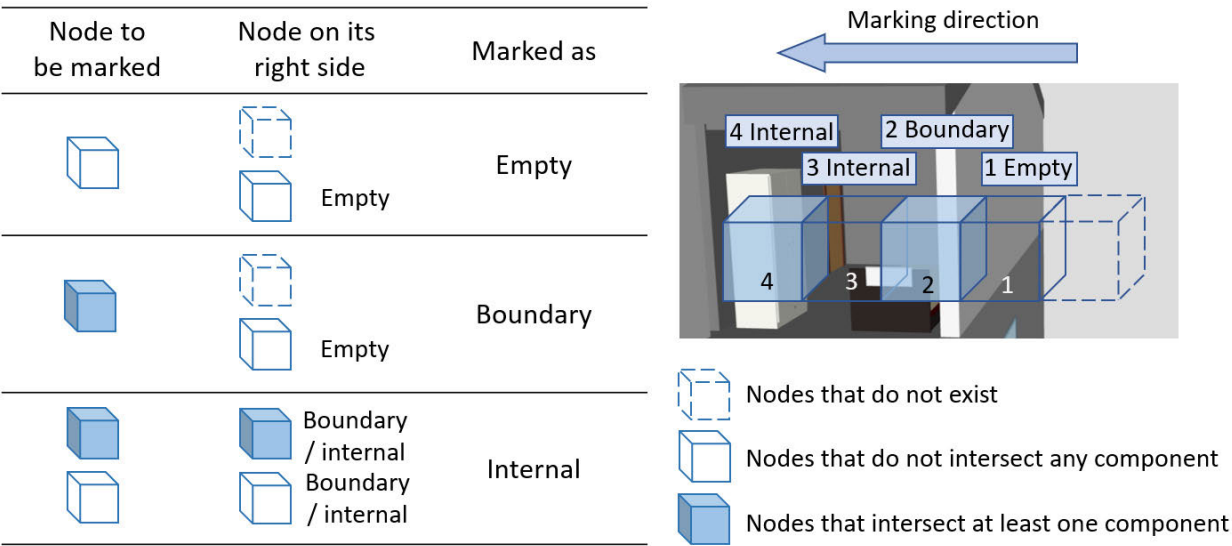 Node to
be marked
Node on its
right side
Marked as
Empty
Empty
Empty
Boundary
Boundary
/ internal
Boundary
/ internal
Internal
Marking direction
4 Internal
2 Boundary
3 Internal
1 Empty
4
3
2
1
Nodes that do not exist
Nodes that do not intersect any component
Nodes that intersect at least one component